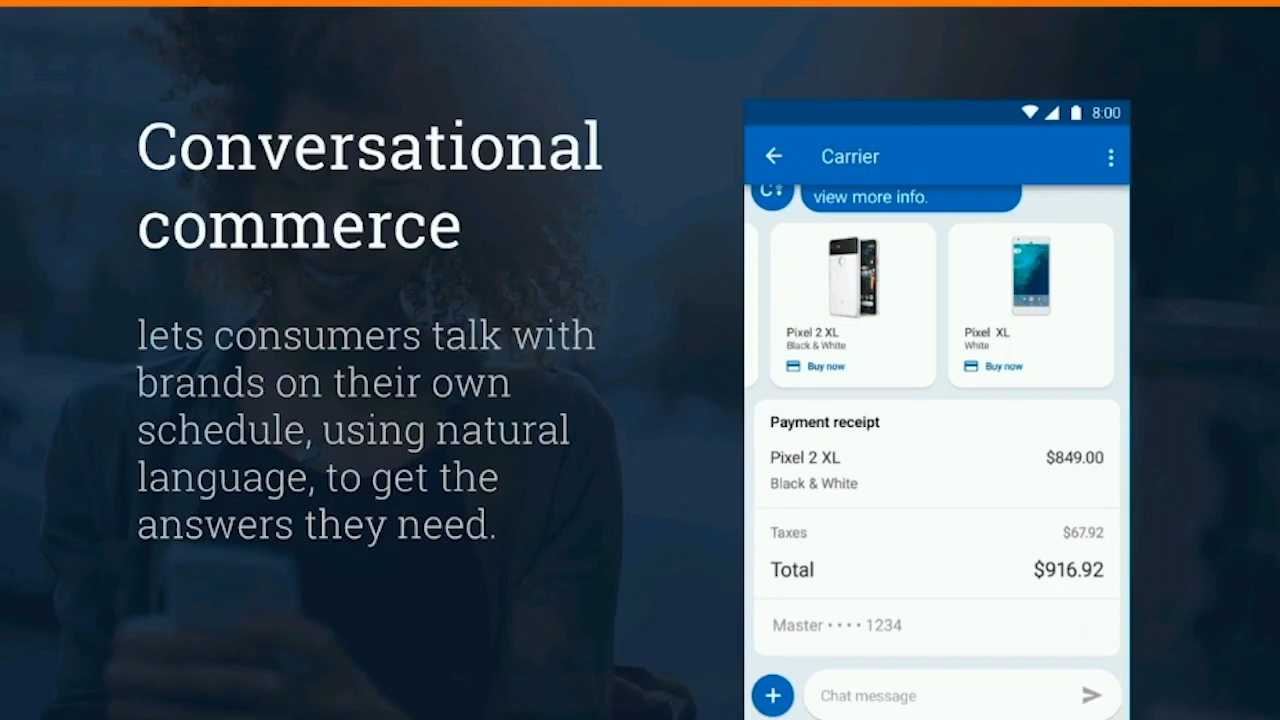 Conversational
commerce
lets consumers talk with
brands on their own
schedule, using natural
language, to get the
answers they need.
8:00
Carrier
view more info.
Pixel 2 XL
Black & White
Buy now
Pixel XL
White
Buy now
Payment receipt
Pixel 2 XL $849.00
Black & White
Taxes $67.92
Total $916.92
Master • • • • 1234
Chat message